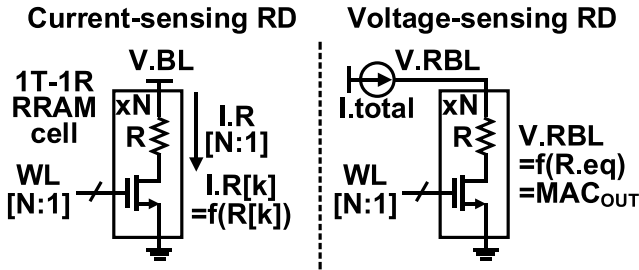 Current-sensing RD
V.BL
1T-1R
RRAM
cell
xN
R
I.R
[N:1]
WL
[N:1]
I.R[k]
=f(R[k])
Voltage-sensing RD
V.RBL
I.total
xN
R
WL
[N:1]
V.RBL
=f(R.eq)
=MACOUT